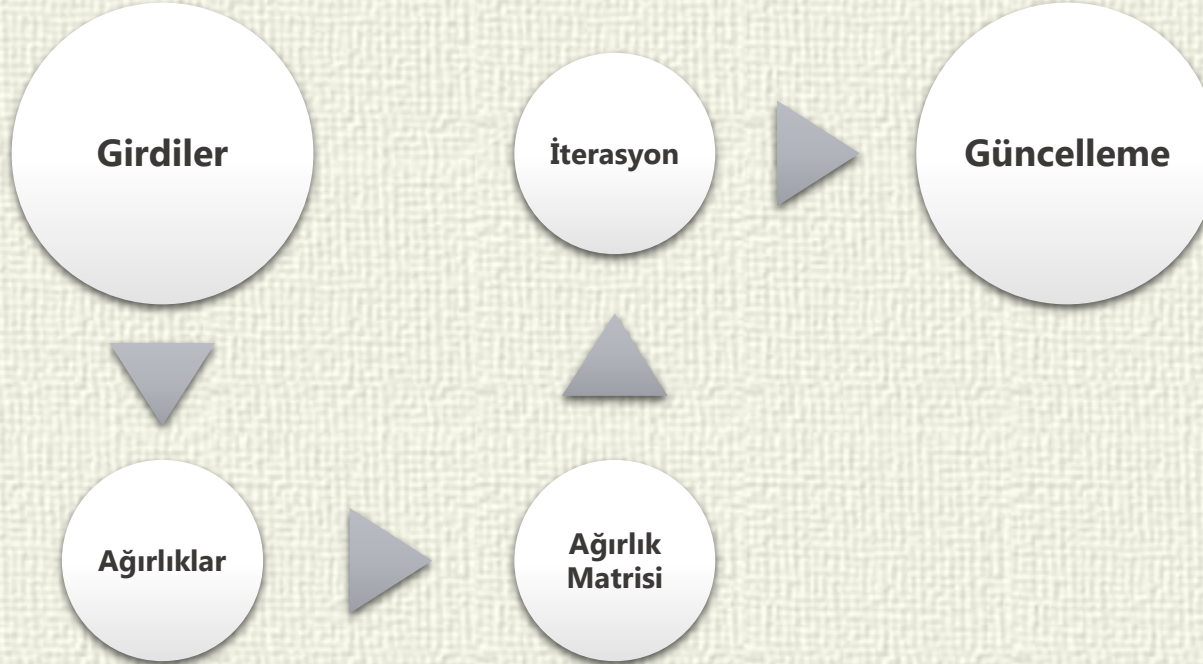 Girdiler
Ağırlıklar
Ağırlık
Matrisi
İterasyon
Güncelleme